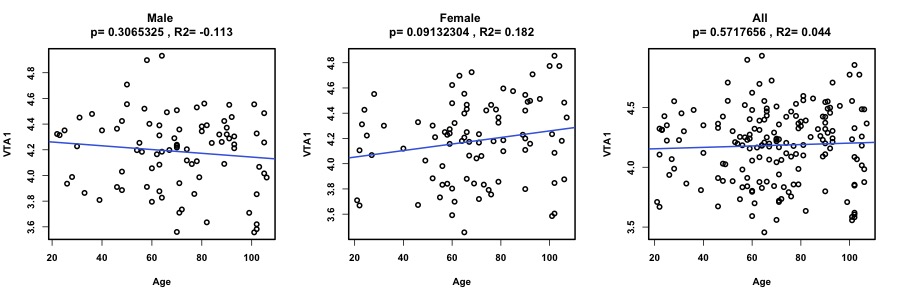 Male
p= 0.3065325 , R2= -0.113
VTA1
4.8
4.6
4.4
4.2
4.0
3.8
3.6
20 40 60 80 100
Age
Female
p= 0.09132304 , R2= 0.182
VTA1
4.8
4.6
4.4
4.2
4.0
3.8
3.6
20 40 60 80 100
Age
All
p= 0.5717656 , R2= 0.044
VTA1
4.5
4.0
3.5
20 40 60 80 100
Age